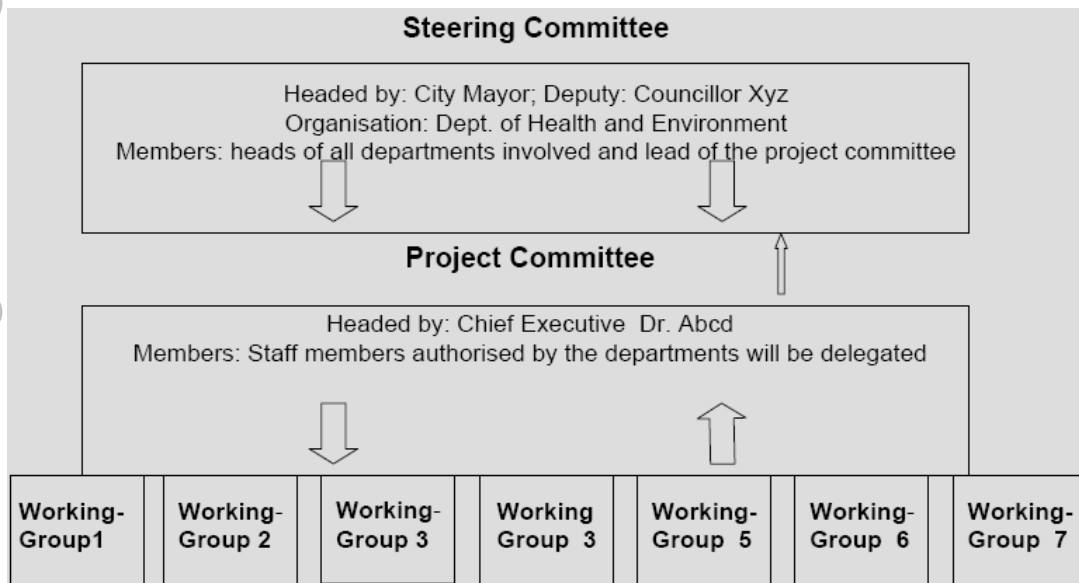 Steering Committee
Headed by: City Mayor; Deputy: Councillor Xyz
Organisation: Dept. of Health and Environment
Members: heads of all departments involved and lead of the project committee
Project Committee
Headed by: Chief Executive Dr. Abcd
Members: Staff members authorised by the departments will be delegated
Working-
Group1
Working-
Group 2
Working-
Group 3
Working
Group 3
Working-
Group 5
Working-
Group 6
Working-
Group 7